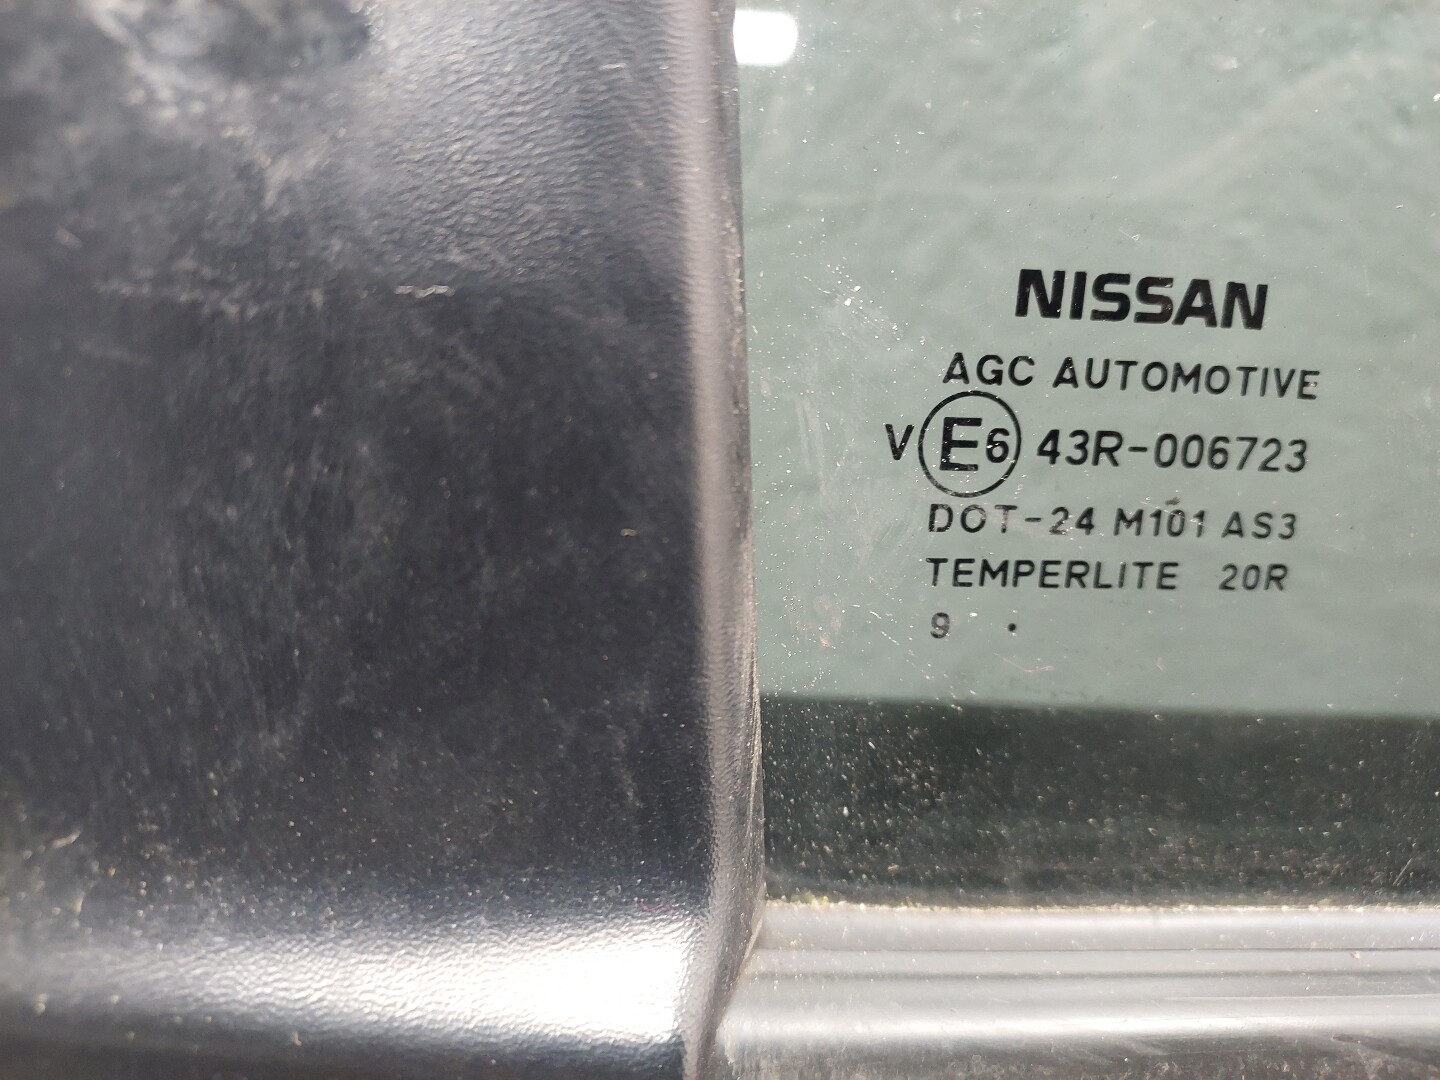 NISSAN
AGC AUTOMOTIVE
V E6 43R-006723
DOT-24 M101 AS3
TEMPERLITE 20R
9 .